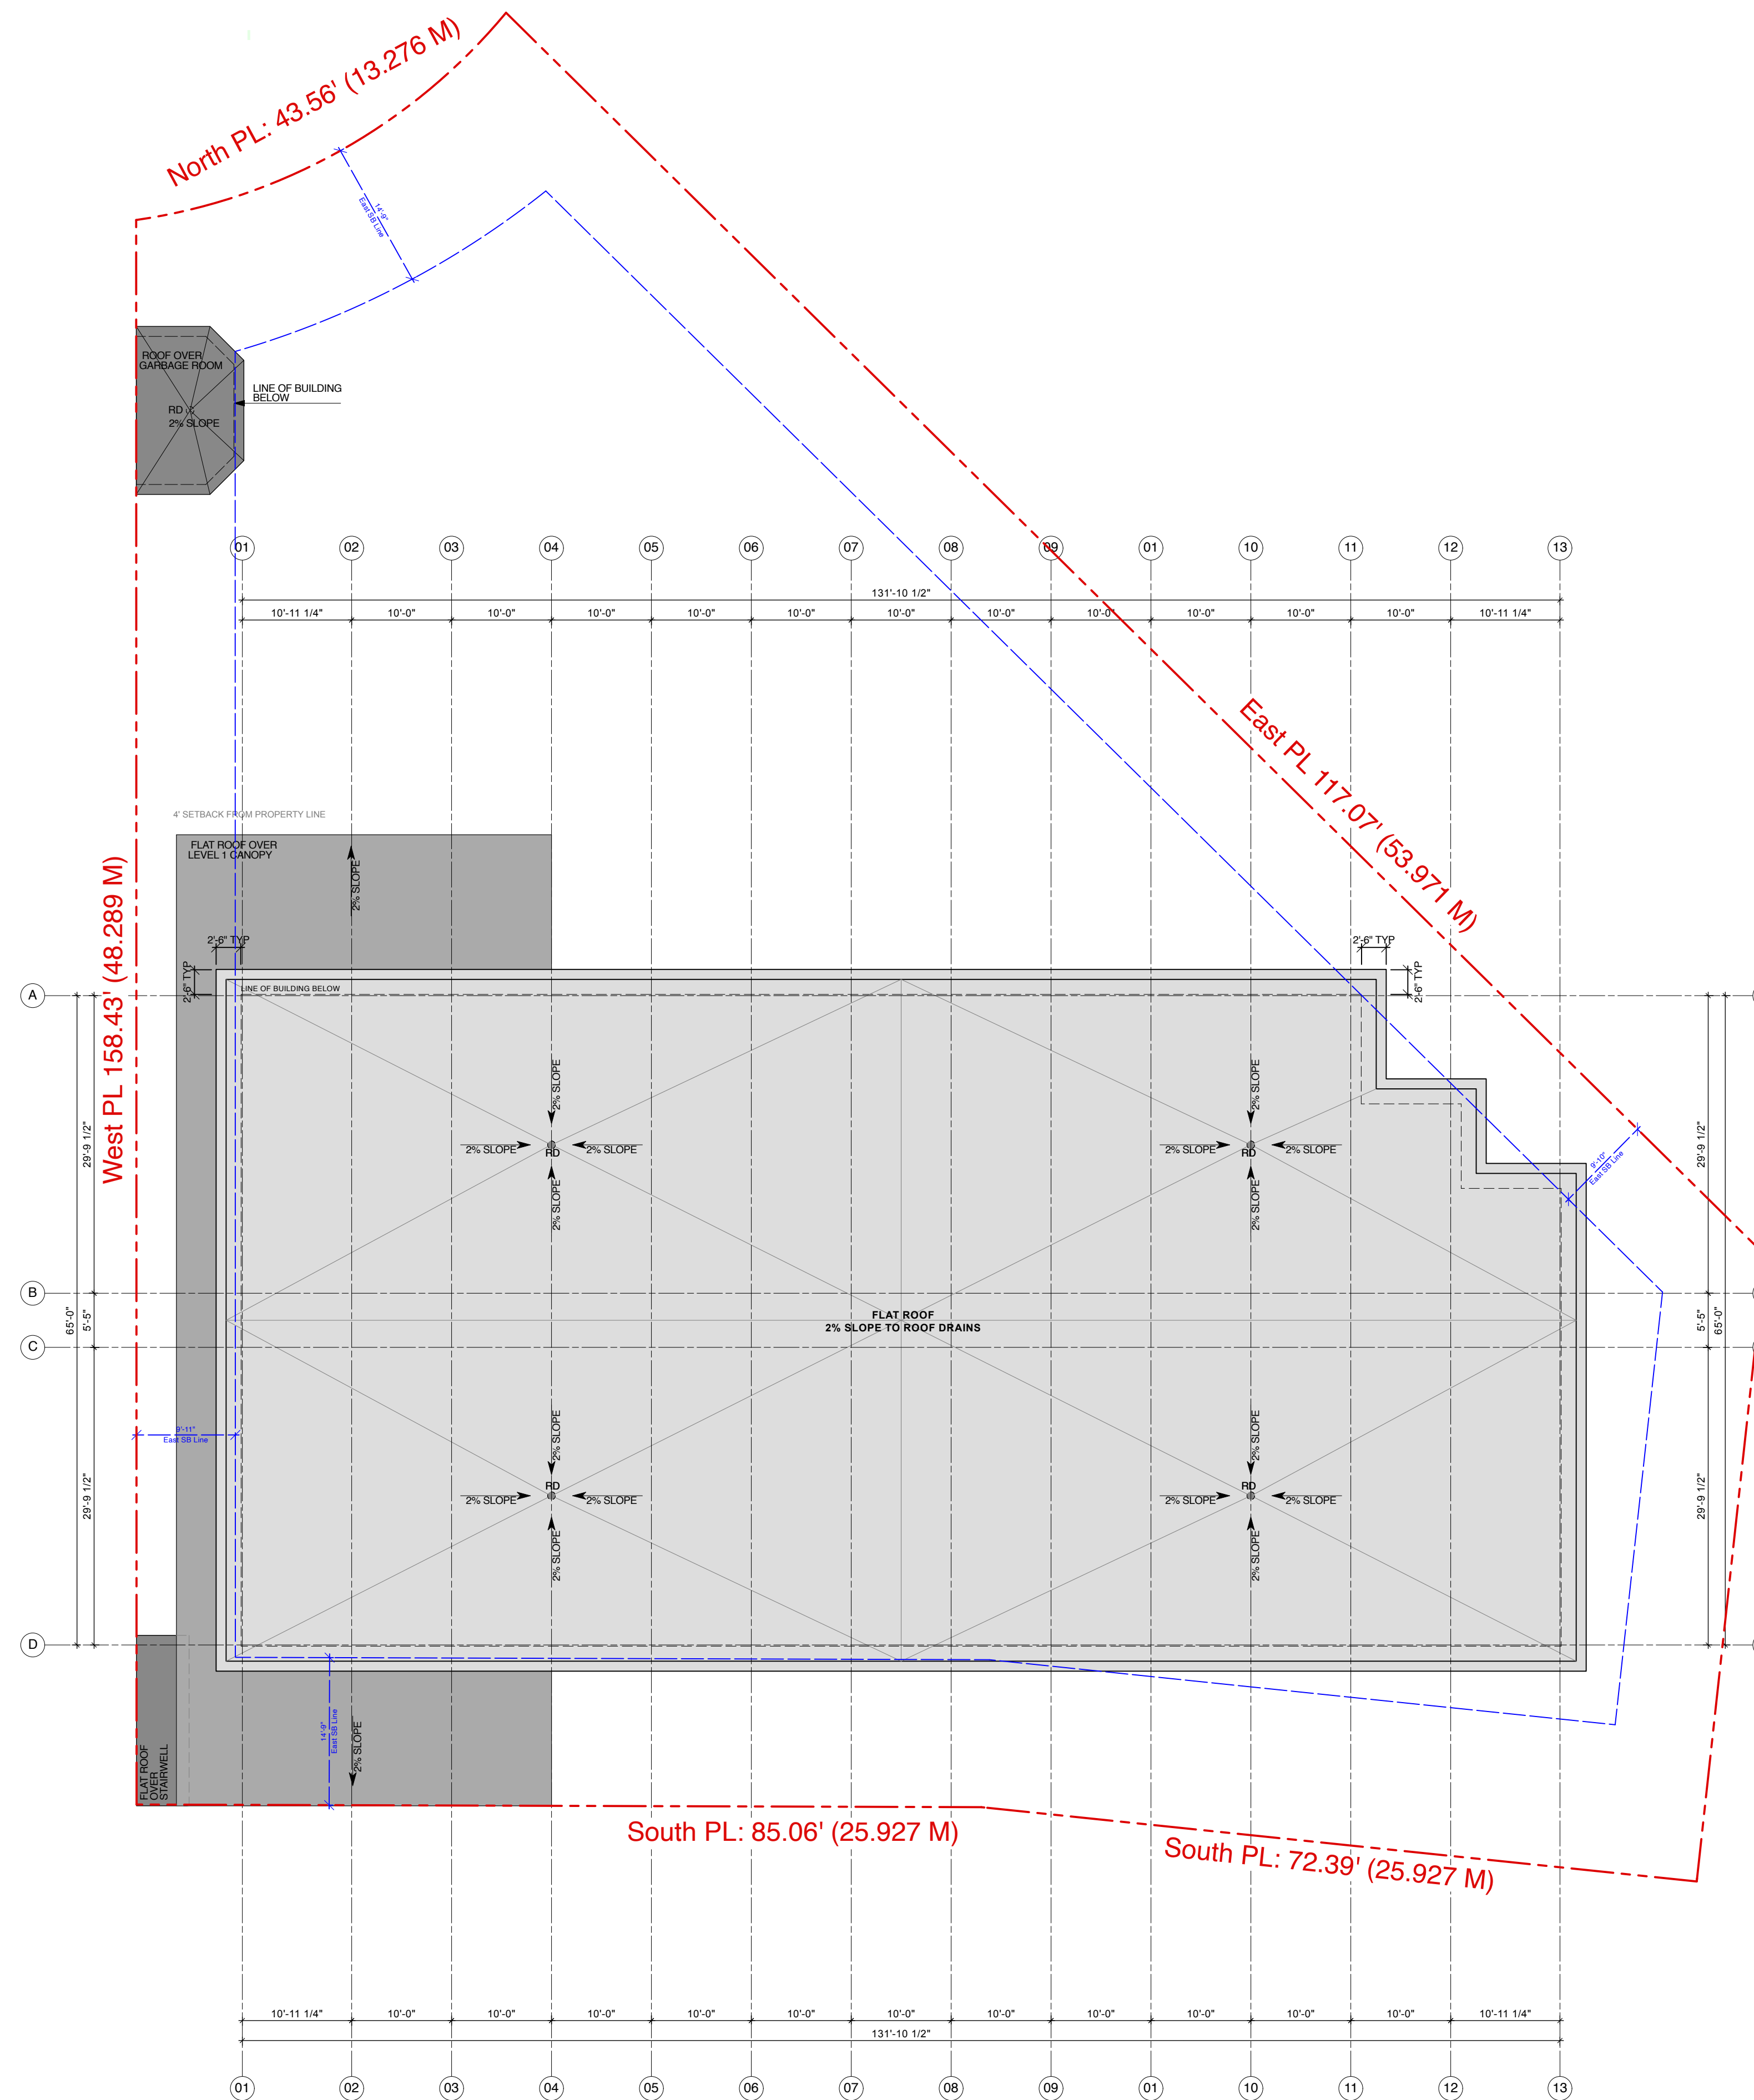 North PL: 43.56' (13.276 M)
14'-9"
East SB Line
ROOF OVER
GARBAGE ROOM
LINE OF BUILDING
BELOW
RD
2% SLOPE
01
02
03
04
05
06
07
08
09
01
10
11
12
13
131'-10 1/2"
10'-11 1/4"
10'-0"
10'-0"
10'-0"
10'-0"
10'-0"
10'-0"
10'-0"
10'-0"
10'-0"
10'-0"
10'-0"
10'-11 1/4"
East PL 117.07' (53.971 M)
4' SETBACK FROM PROPERTY LINE
FLAT ROOF OVER
LEVEL 1 CANOPY
2% SLOPE
West PL 158.43' (48.289 M)
2'-6" TYP
2'-6" TYP
2'-6" TYP
2'-6" TYP
A
LINE OF BUILDING BELOW
2% SLOPE
2% SLOPE
2% SLOPE
RD
2% SLOPE
2% SLOPE
2% SLOPE
2% SLOPE
RD
2% SLOPE
9'-10"
East SB Line
29'-9 1/2"
29'-9 1/2"
B
65'-0"
5'-5"
FLAT ROOF
2% SLOPE TO ROOF DRAINS
5'-5"
65'-0"
C
9'-11"
East SB Line
29'-9 1/2"
2% SLOPE
RD
2% SLOPE
2% SLOPE
2% SLOPE
2% SLOPE
RD
2% SLOPE
2% SLOPE
2% SLOPE
29'-9 1/2"
D
14'-9"
East SB Line
2% SLOPE
FLAT ROOF
OVER
STAIRWELL
South PL: 85.06' (25.927 M)
South PL: 72.39' (25.927 M)
10'-11 1/4"
10'-0"
10'-0"
10'-0"
10'-0"
10'-0"
10'-0"
10'-0"
10'-0"
10'-0"
10'-0"
10'-0"
10'-11 1/4"
131'-10 1/2"
01
02
03
04
05
06
07
08
09
01
10
11
12
13